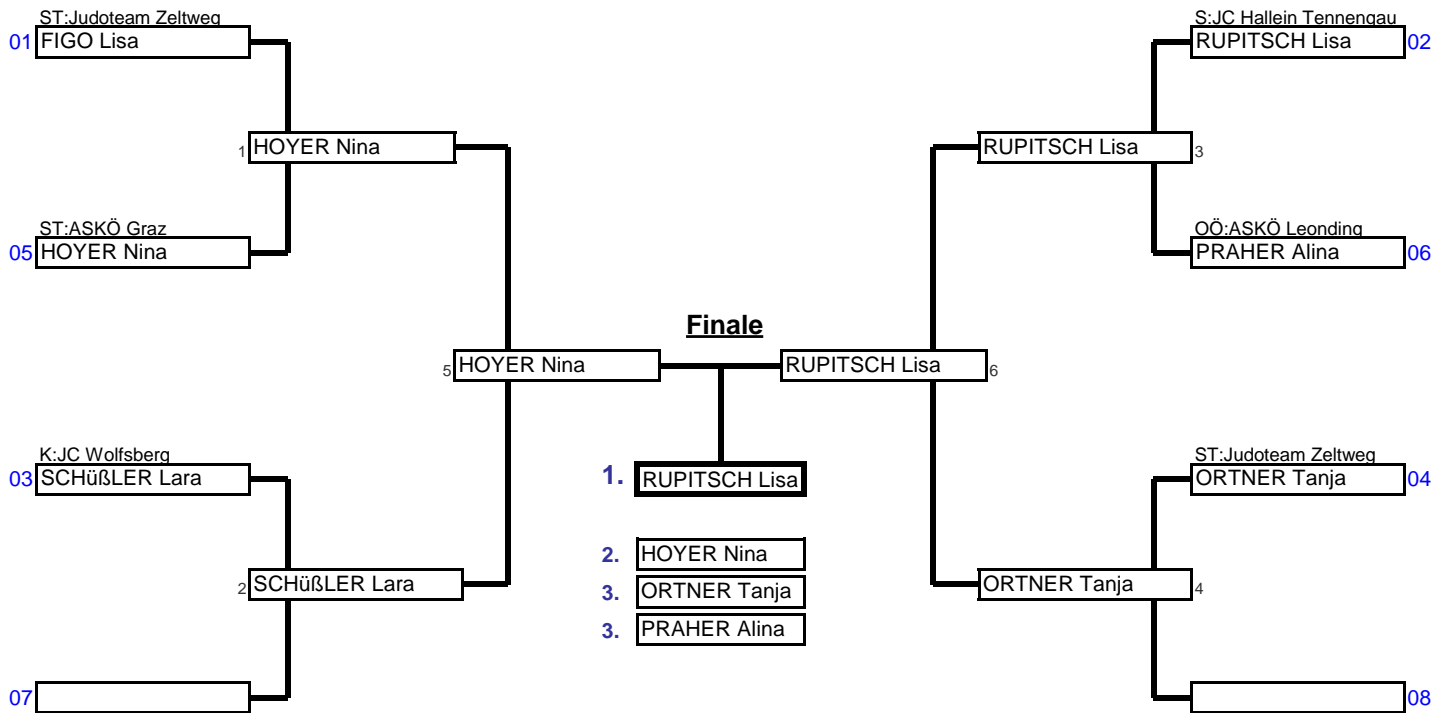 ST:Judoteam Zeltweg
01 FIGO Lisa
1 HOYER Nina
ST:ASKÖ Graz
05 HOYER Nina
5 HOYER Nina
K:JC Wolfsberg
03 SCHüßLER Lara
2 SCHüßLER Lara
07
Finale
1. RUPITSCH Lisa
2. HOYER Nina
3. ORTNER Tanja
3. PRAHER Alina
S:JC Hallein Tennengau
RUPITSCH Lisa 02
RUPITSCH Lisa 3
OÖ:ASKÖ Leonding
PRAHER Alina 06
RUPITSCH Lisa 6
ST:Judoteam Zeltweg
ORTNER Tanja 04
ORTNER Tanja 4
08